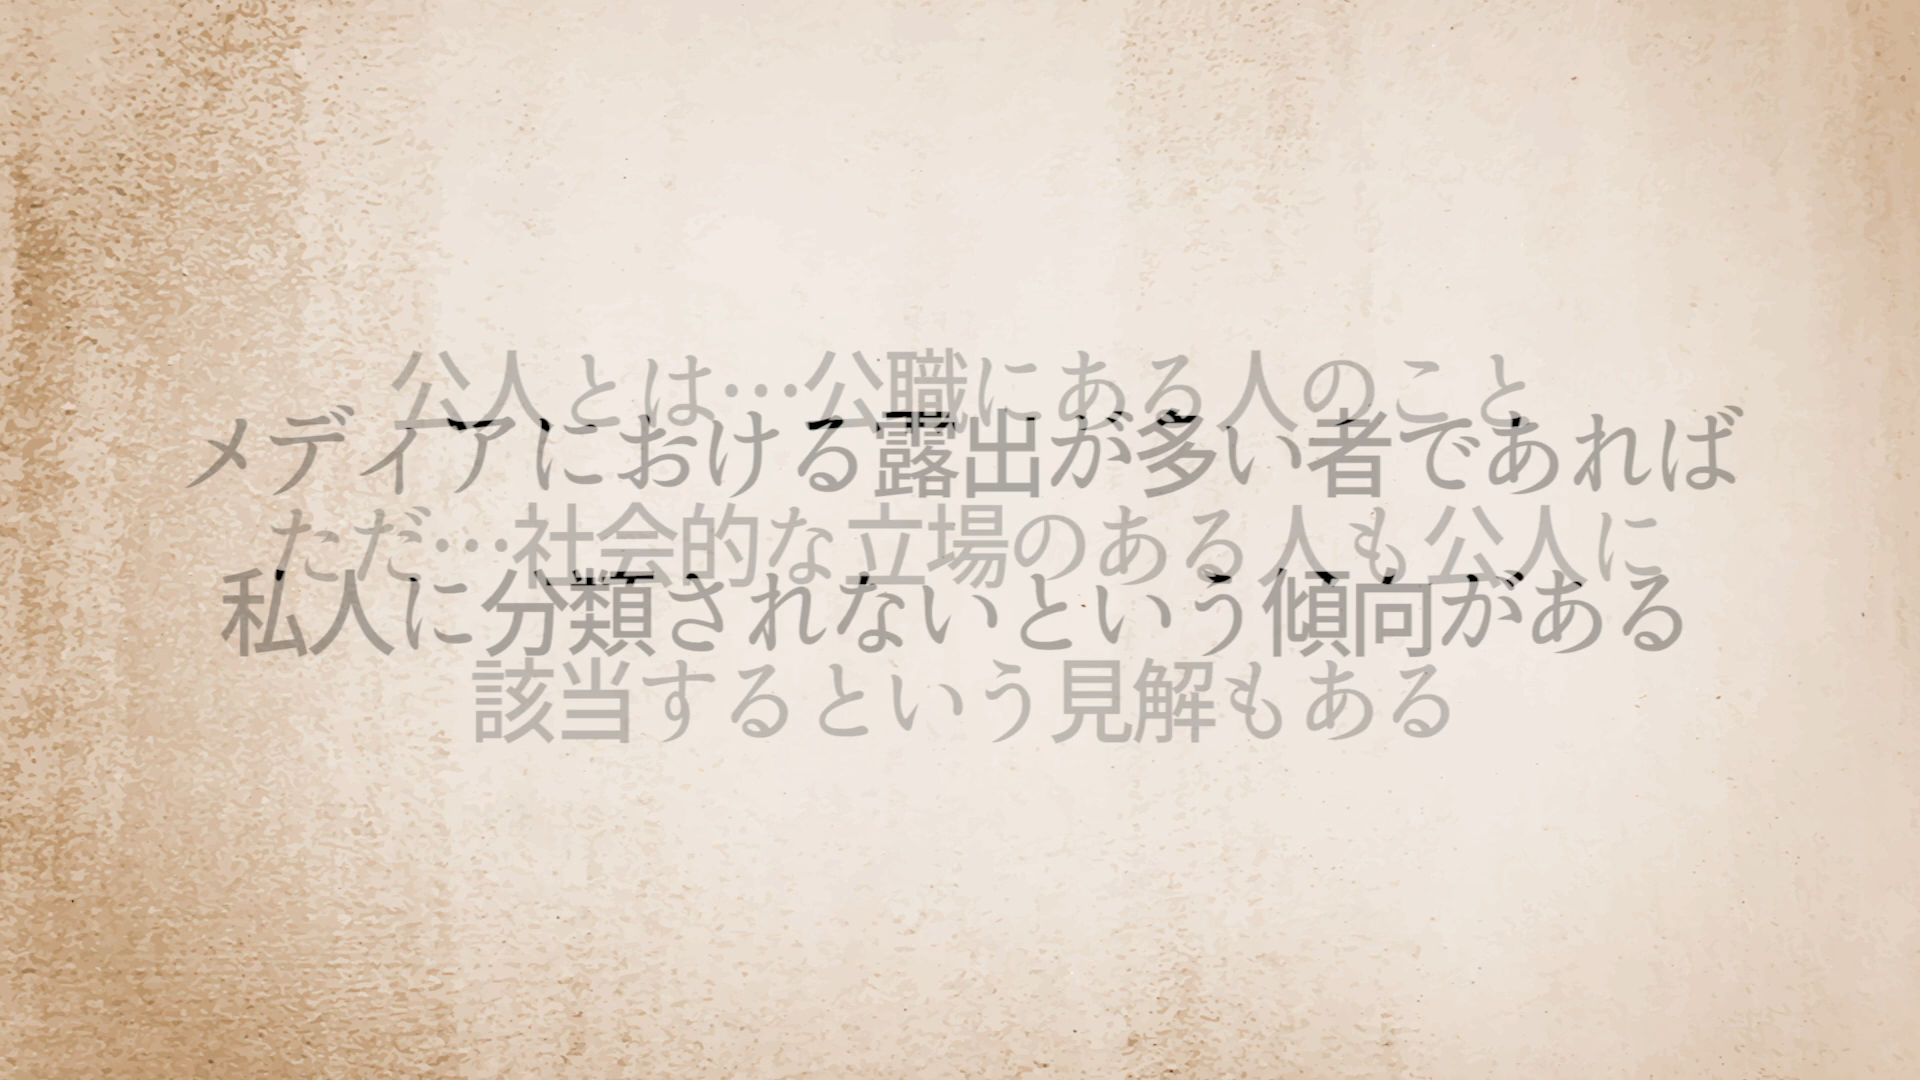 公人とは…公職にある人のこと
メディアにおける露出が多い者であれば
ただ…社会的な立場のある人も公人に
私人に分類されないという傾向がある
該当するという見解もある